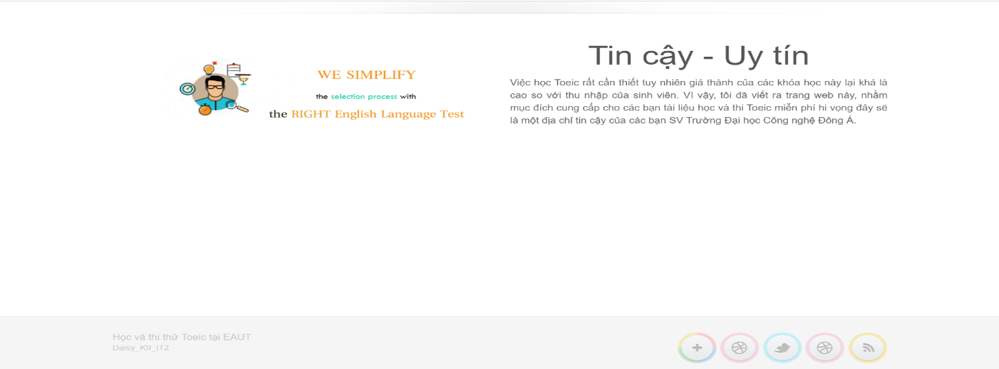 WE SIMPLIFY
the selection process with
the RIGHT English Language Test
Tin cậy - Uy tín
Việc học Toeic rất cần thiết tuy nhiên giá thành của các khóa học này lại khá là
cao so với thu nhập của sinh viên. Vì vậy, tôi đã viết ra trang web này, nhằm
mục đích cung cấp cho các bạn tài liệu học và thi Toeic miễn phí hi vọng đây sẽ
là một địa chỉ tin cậy của các bạn SV Trường Đại học Công nghệ Đông Á.
Học và thi thử Toeic tại EAUT
Daisy_K9_IT2